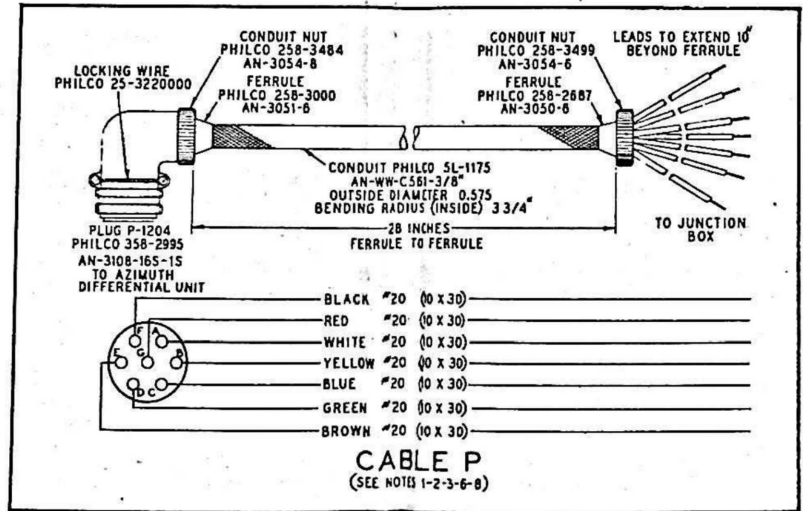 CONDUIT NUT
PHILCO 258-3484
AN-3054-8
FERRULE
PHILCO 258-3000
AN-3051-6
CONDUIT NUT
PHILCO 258-3499
AN-3054-6
FERRULE
PHILCO 258-2687
AN-3050-6
LEADS TO EXTEND 10"
BEYOND FERRULE
LOCKING WIRE
PHILCO 25-3220000
CONDUIT PHILCO 5L-1175
AN-WW-C561-3/8"
OUTSIDE DIAMETER 0.575
BENDING RADIUS (INSIDE) 3 3/4"
28 INCHES
FERRULE TO FERRULE
TO JUNCTION
BOX
PLUG P-1204
PHILCO 358-2995
AN-3108-16S-1S
TO AZIMUTH
DIFFERENTIAL UNIT
BLACK #20 (10 X 30)
RED #20 (10 X 30)
WHITE #20 (10 X 30)
YELLOW #20 (10 X 30)
BLUE #20 (10 X 30)
GREEN #20 (10 X 30)
BROWN #20 (10 X 30)
F A
E G B
D C
CABLE P
(SEE NOTES 1-2-3-6-8)